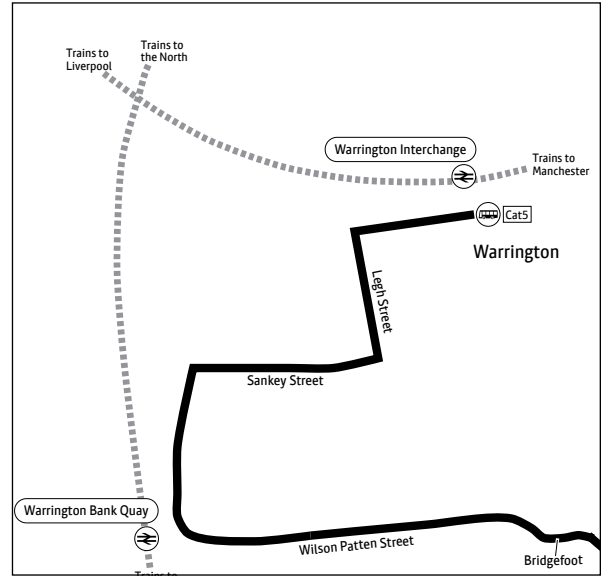 Trains to
Liverpool
Trains to
the North
Warrington Interchange
Trains to
Manchester
Cat5
Warrington
Legh Street
Sankey Street
Warrington Bank Quay
Wilson Patten Street
Bridgefoot
Trains to